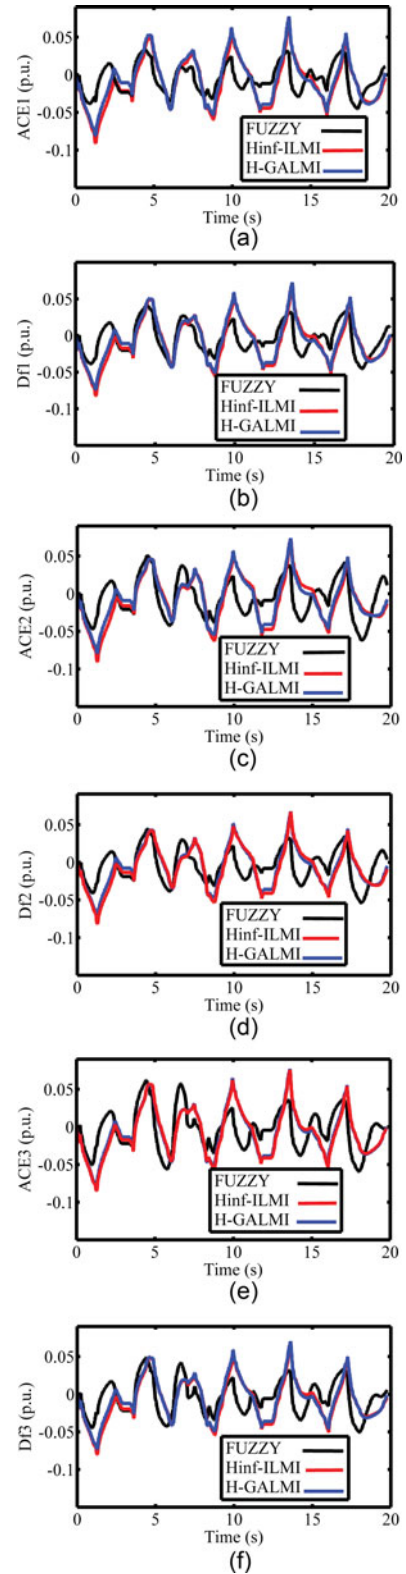 ACE1 (p.u.)
0.05
0
-0.05
-0.1
FUZZY
Hinf-ILMI
H-GALMI
0 5 10 15 20
Time (s)
(a)
Df1 (p.u.)
0.05
0
-0.05
-0.1
FUZZY
Hinf-ILMI
H-GALMI
0 5 10 15 20
Time (s)
(b)
ACE2 (p.u.)
0.05
0
-0.05
-0.1
FUZZY
Hinf-ILMI
H-GALMI
0 5 10 15 20
Time (s)
(c)
Df2 (p.u.)
0.05
0
-0.05
-0.1
FUZZY
Hinf-ILMI
H-GALMI
0 5 10 15 20
Time (s)
(d)
ACE3 (p.u.)
0.05
0
-0.05
-0.1
FUZZY
Hinf-ILMI
H-GALMI
0 5 10 15 20
Time (s)
(e)
Df3 (p.u.)
0.05
0
-0.05
-0.1
FUZZY
Hinf-ILMI
H-GALMI
0 5 10 15 20
Time (s)
(f)